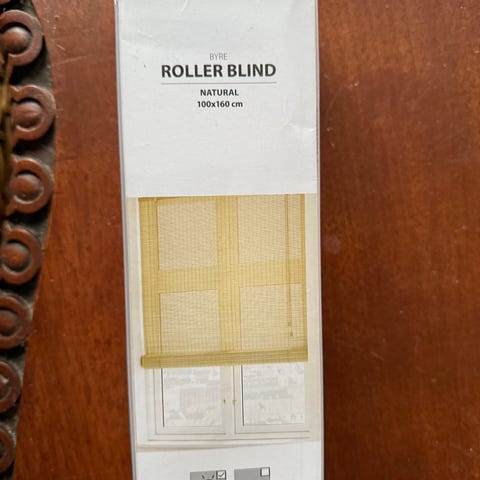 BYRE
ROLLER BLIND
NATURAL
100x160 cm